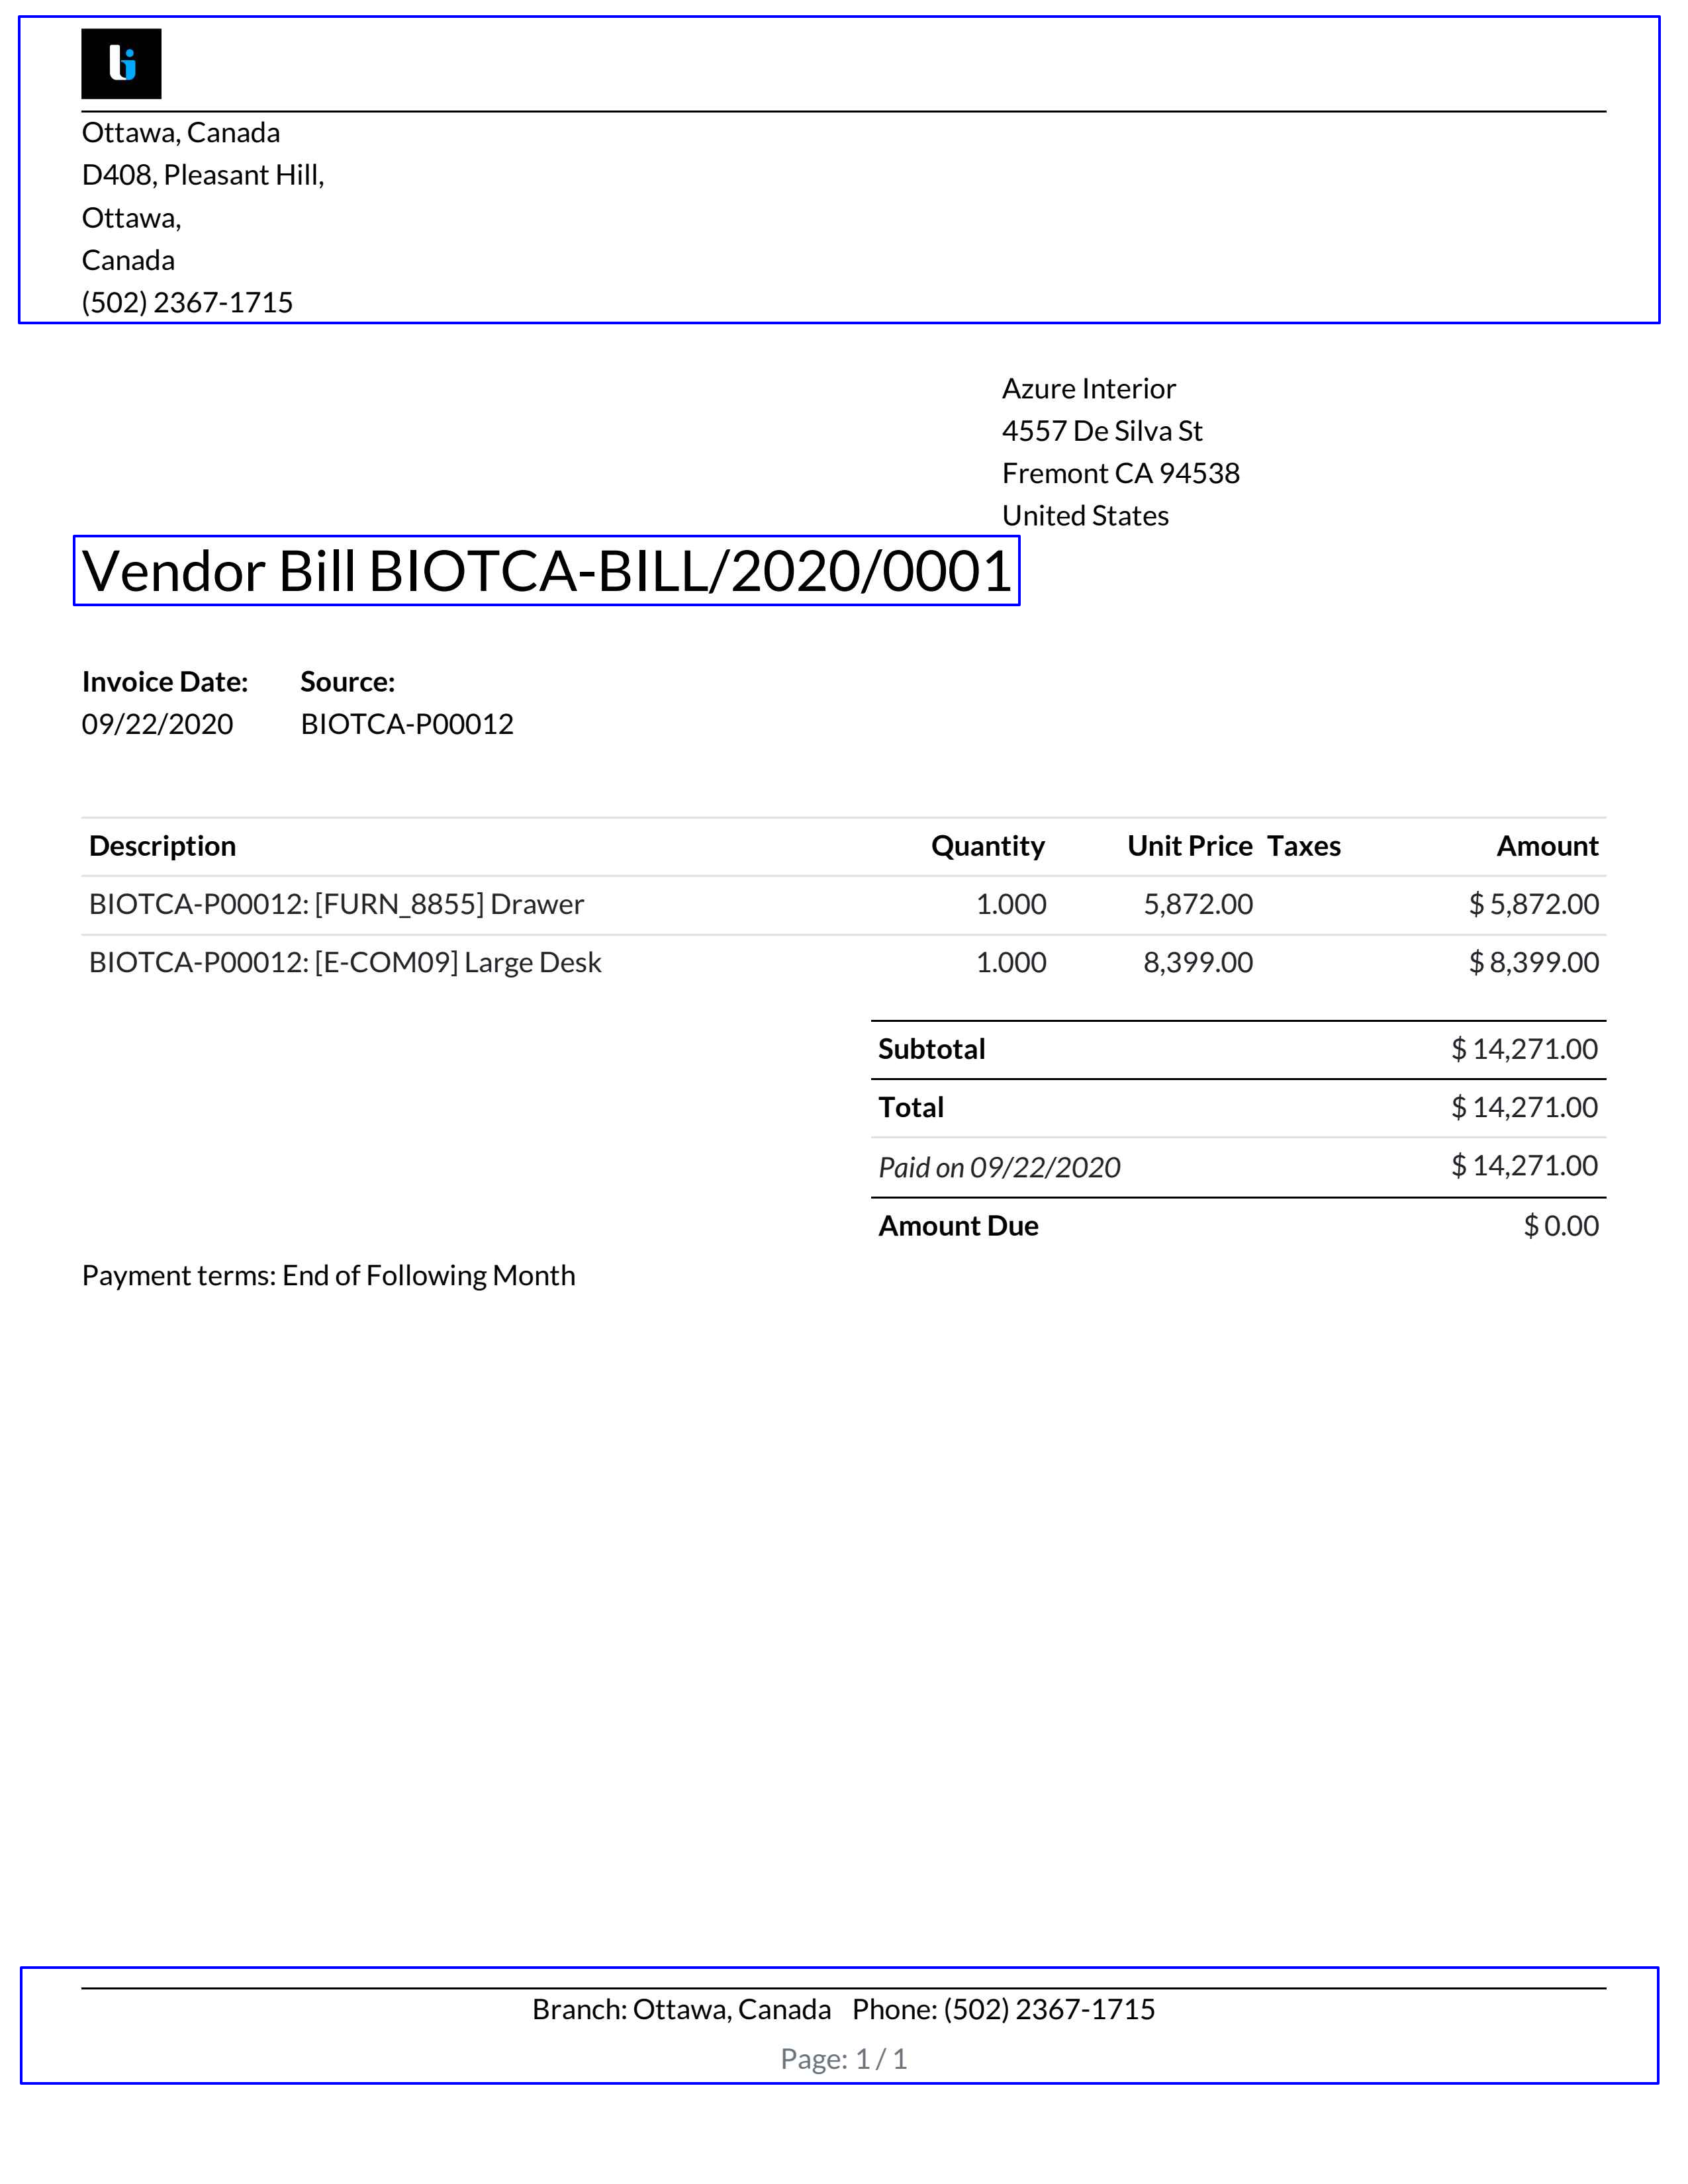 Ottawa, Canada
D408, Pleasant Hill,
Ottawa,
Canada
(502) 2367-1715
Azure Interior
4557 De Silva St
Fremont CA 94538
United States
Vendor Bill BIOTCA-BILL/2020/0001
Invoice Date: Source:
09/22/2020 BIOTCA-P00012
Description Quantity Unit Price Taxes Amount
BIOTCA-P00012: [FURN_8855] Drawer 1.000 5,872.00 $ 5,872.00
BIOTCA-P00012: [E-COM09] Large Desk 1.000 8,399.00 $ 8,399.00
Subtotal $ 14,271.00
Total $ 14,271.00
Paid on 09/22/2020 $ 14,271.00
Amount Due $ 0.00
Payment terms: End of Following Month
Branch: Ottawa, Canada Phone: (502) 2367-1715
Page: 1 / 1